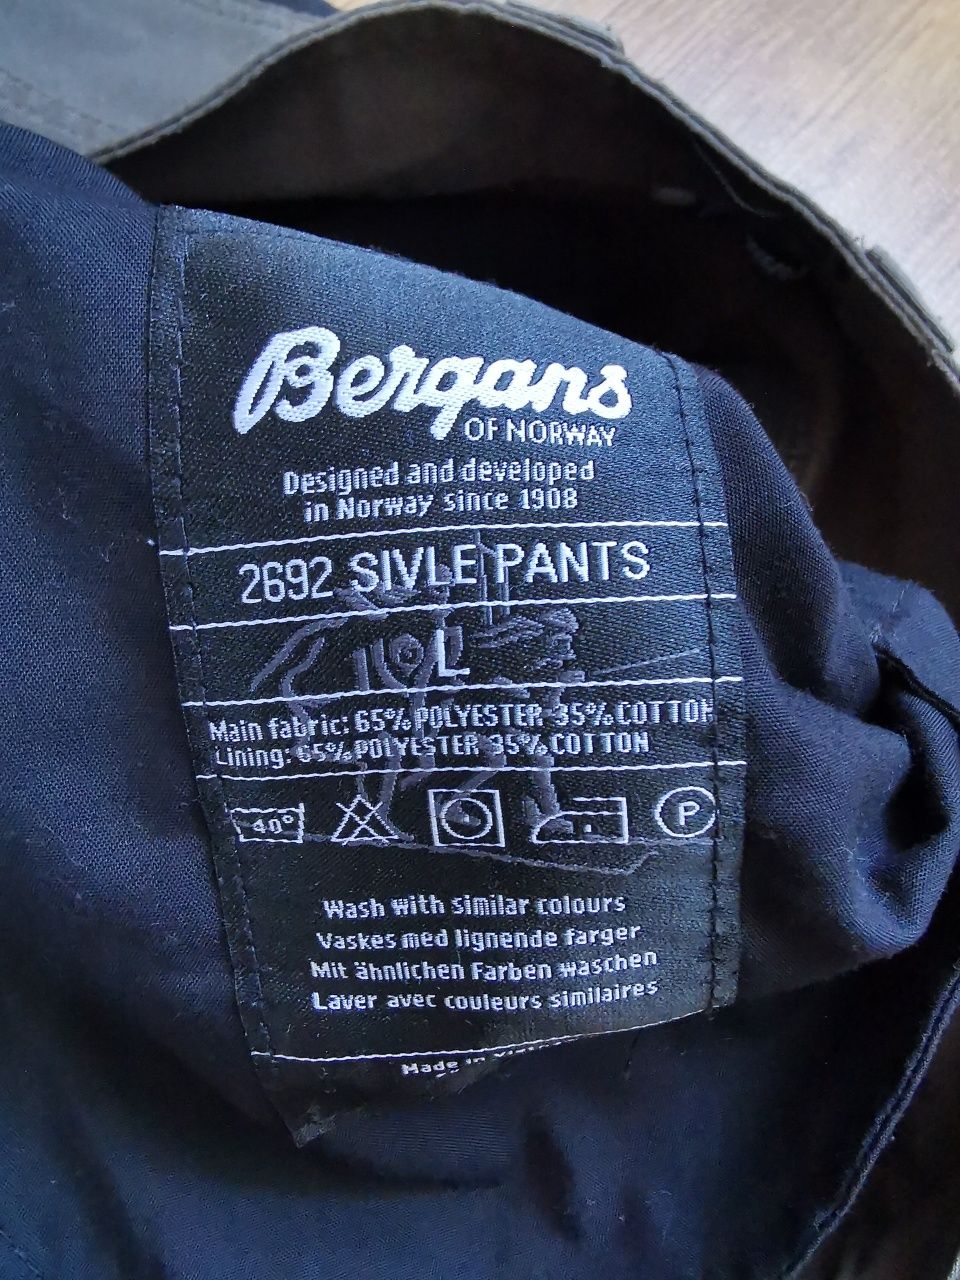 Bergans
OF NORWAY
Designed and developed
in Norway since 1908
2692 SIVLE PANTS
L
Main fabric: 65% POLYESTER 35% COTTON
Lining: 65% POLYESTER 35% COTTON
40°
P
Wash with similar colours
Vaskes med lignende farger
Mit ähnlichen Farben waschen
Laver avec couleurs similaires
Made in